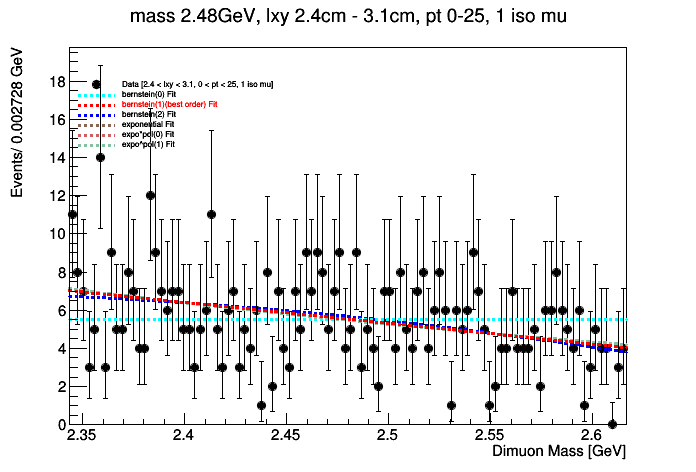 mass 2.48GeV, lxy 2.4cm - 3.1cm, pt 0-25, 1 iso mu
Events/ 0.002728 GeV
18
16
14
12
10
8
6
4
2
0
Data [2.4 < lxy < 3.1, 0 < pt < 25, 1 iso mu]
bernstein(0) Fit
bernstein(1)(best order) Fit
bernstein(2) Fit
exponential Fit
expo*pol(0) Fit
expo*pol(1) Fit
2.35 2.4 2.45 2.5 2.55 2.6
Dimuon Mass [GeV]